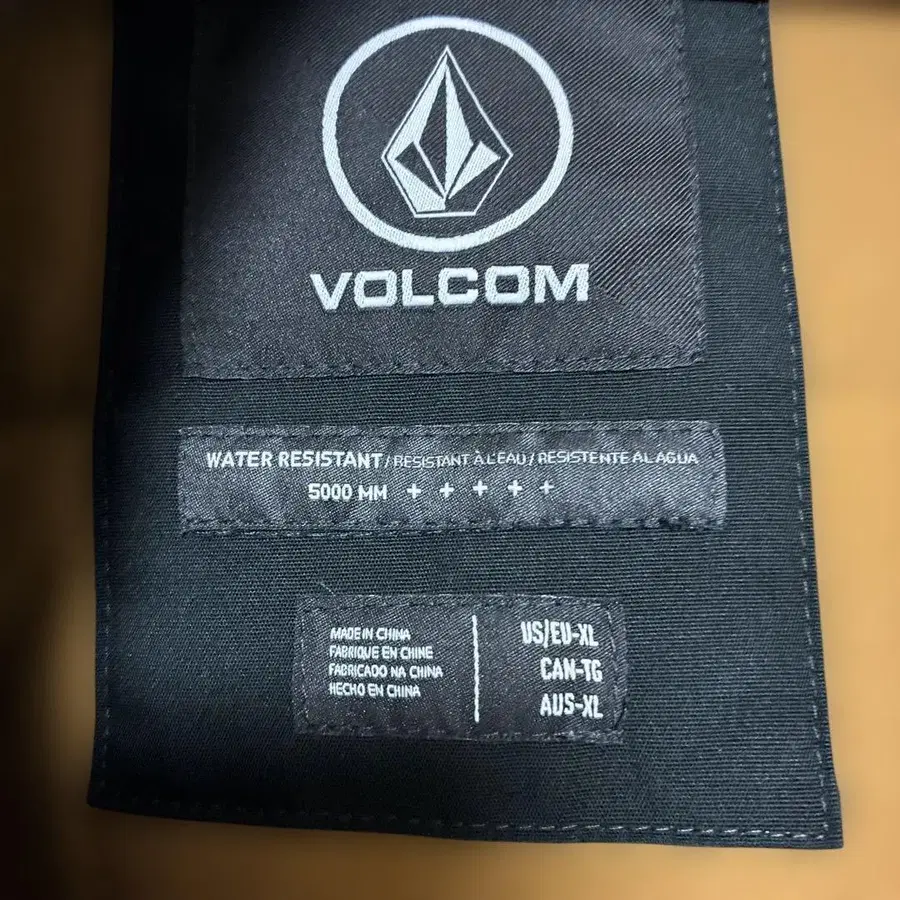 VOLCOM
WATER RESISTANT / RESISTANT À L'EAU / RESISTENTE AL AGUA
5000 MM + + + + +
MADE IN CHINA
FABRIQUE EN CHINE
FABRICADO NA CHINA
HECHO EN CHINA
US/EU-XL
CAN-TG
AUS-XL